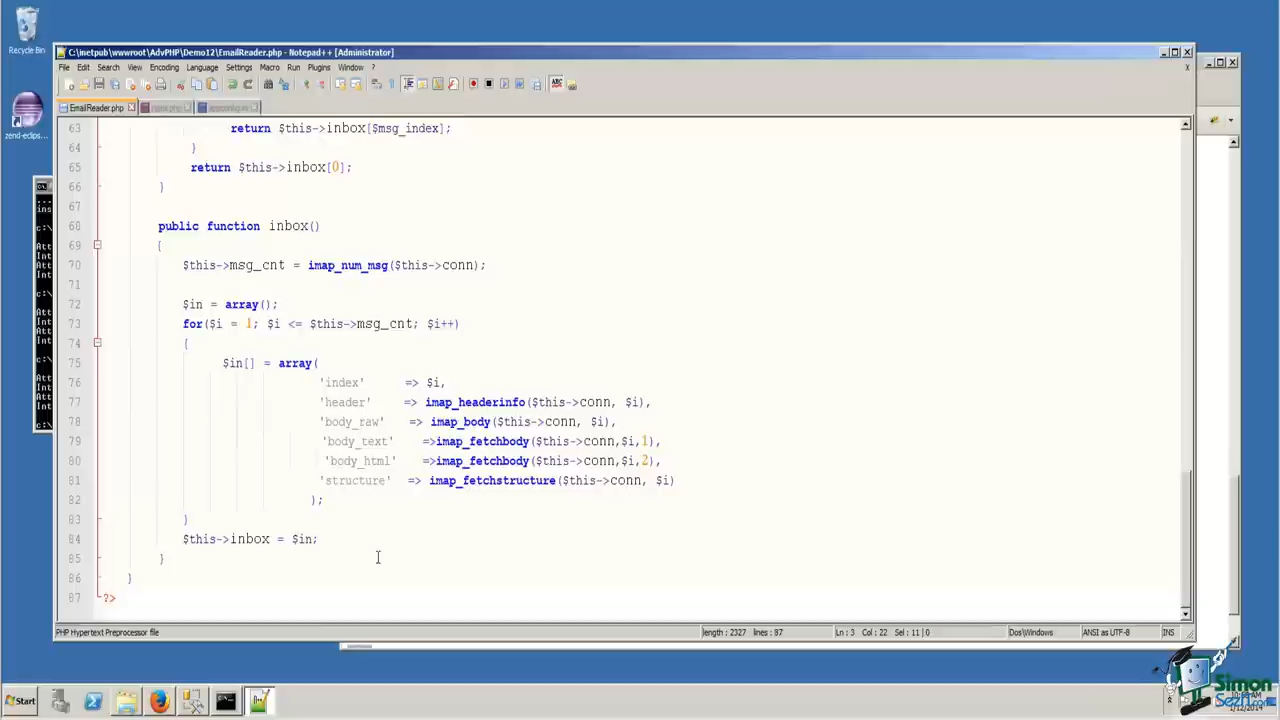 Recycle Bin
zend-eclips...
C:\inetpub\wwwroot\AdvPHP\Demo12\EmailReader.php - Notepad++ [Administrator]
File Edit Search View Encoding Language Settings Macro Run Plugins Window ?
EmailReader.php
63 return $this->inbox[$msg_index];
64 }
65 return $this->inbox[0];
66 }
67
68 public function inbox()
69 {
70 $this->msg_cnt = imap_num_msg($this->conn);
71
72 $in = array();
73 for($i = 1; $i <= $this->msg_cnt; $i++)
74 {
75 $in[] = array(
76 'index' => $i,
77 'header' => imap_headerinfo($this->conn, $i),
78 'body_raw' => imap_body($this->conn, $i),
79 'body_text' =>imap_fetchbody($this->conn,$i,1),
80 'body_html' =>imap_fetchbody($this->conn,$i,2),
81 'structure' => imap_fetchstructure($this->conn, $i)
82 );
83 }
84 $this->inbox = $in;
85 }
86 }
87 ?>
PHP Hypertext Preprocessor file length : 2327 lines : 87 Ln : 3 Col : 22 Sel : 11 | 0 Dos\Windows ANSI as UTF-8 INS
Start
Simon
1/12/2014